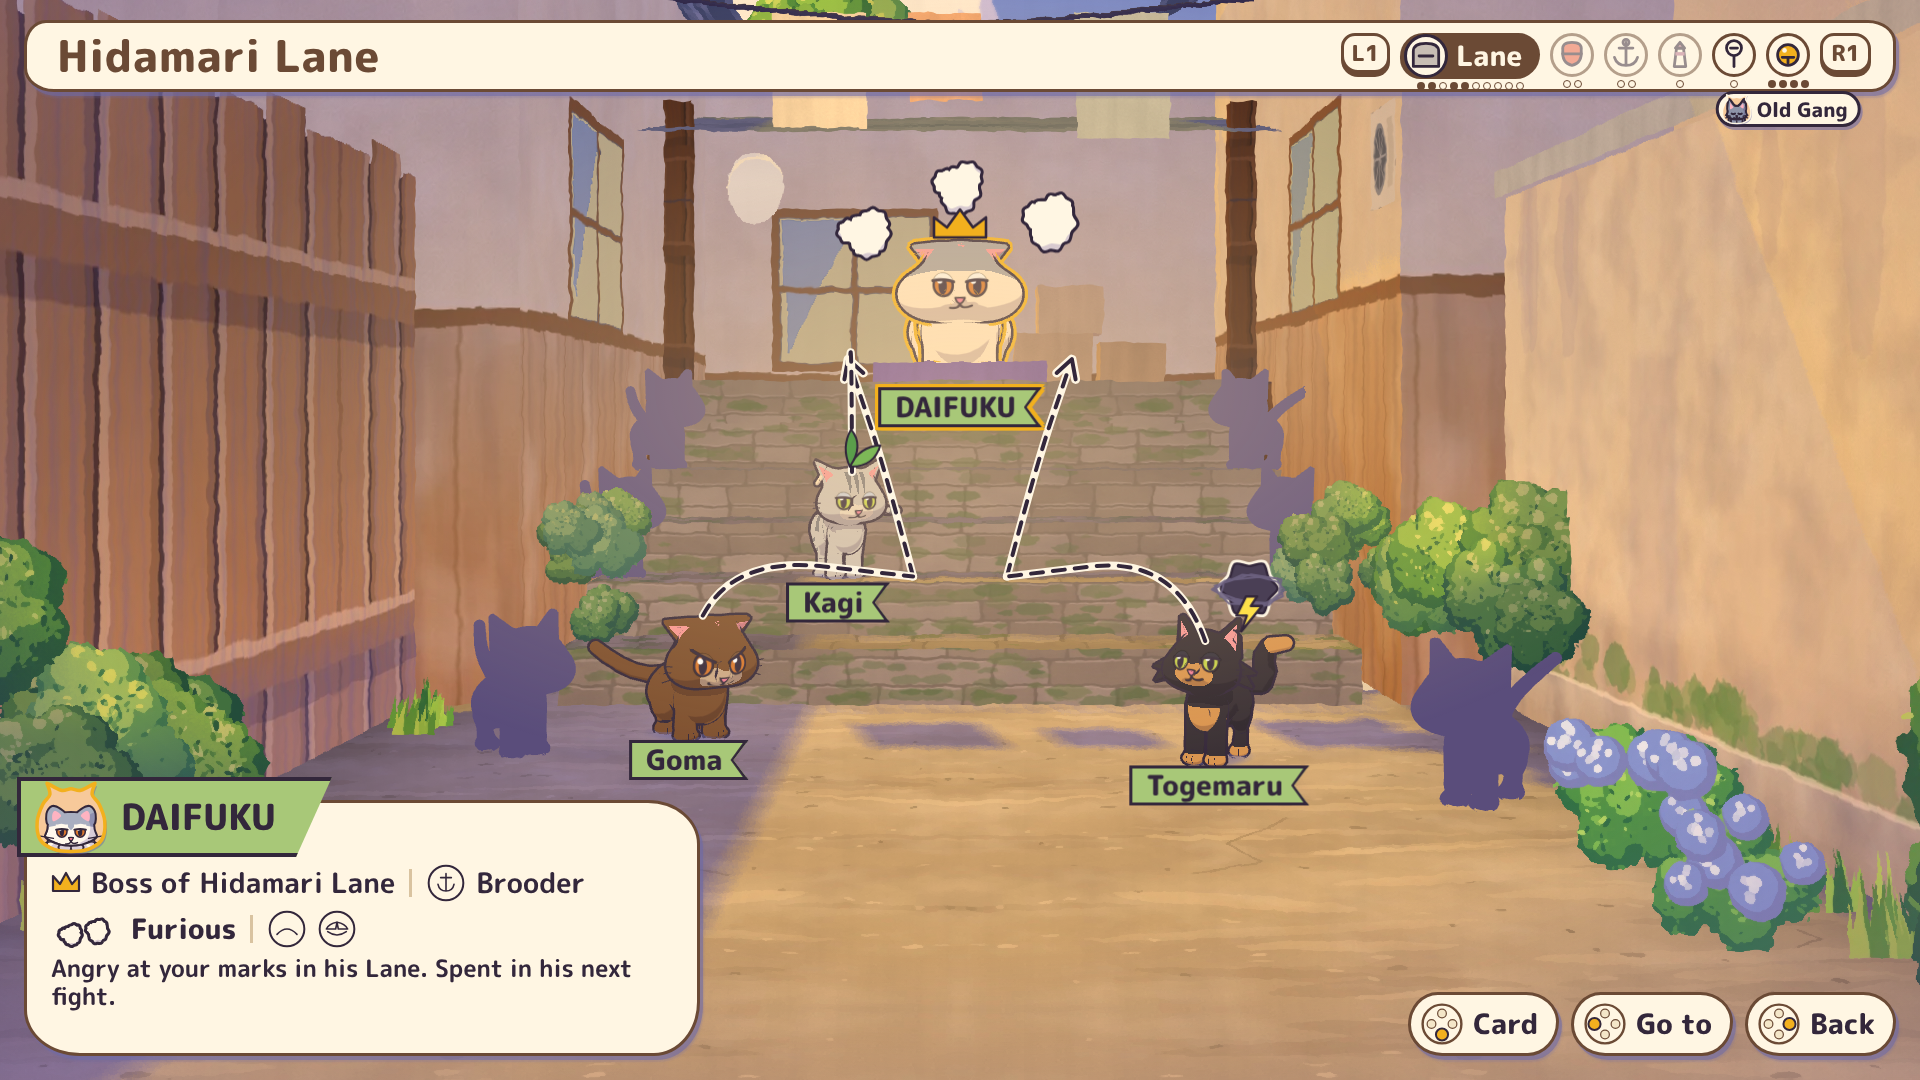 Hidamari Lane
L1
Lane
R1
Old Gang
DAIFUKU
Kagi
Goma
Togemaru
DAIFUKU
Boss of Hidamari Lane
Brooder
Furious
Angry at your marks in his Lane. Spent in his next
fight.
Card
Go to
Back